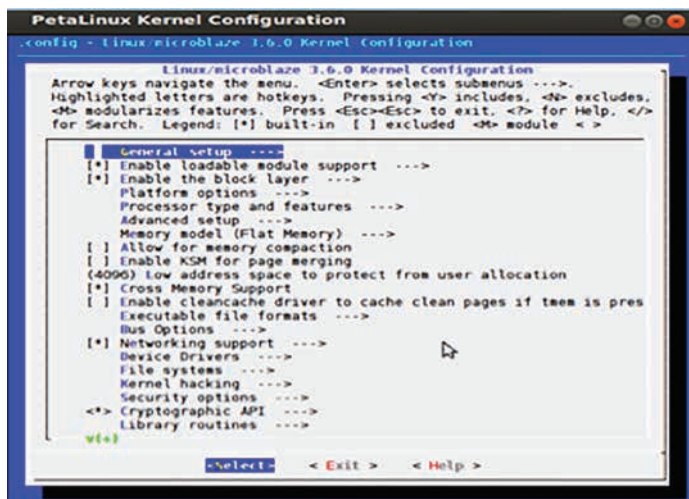 PetaLinux Kernel Configuration
.config - Linux/microblaze 3.6.0 Kernel Configuration
Linux/microblaze 3.6.0 Kernel Configuration
Arrow keys navigate the menu. <Enter> selects submenus --->.
Highlighted letters are hotkeys. Pressing <Y> includes, <N> excludes,
<M> modularizes features. Press <Esc><Esc> to exit, <?> for Help, </>
for Search. Legend: [*] built-in [ ] excluded <M> module < >
General setup --->
[*] Enable loadable module support --->
[*] Enable the block layer --->
Platform options --->
Processor type and features --->
Advanced setup --->
Memory model (Flat Memory) --->
[ ] Allow for memory compaction
[ ] Enable KSM for page merging
(4096) Low address space to protect from user allocation
[*] Cross Memory Support
[ ] Enable cleancache driver to cache clean pages if tmem is pres
Executable file formats --->
Bus Options --->
[*] Networking support --->
Device Drivers --->
File systems --->
Kernel hacking --->
Security options --->
<*> Cryptographic API --->
Library routines --->
v(+)
<Select> < Exit > < Help >